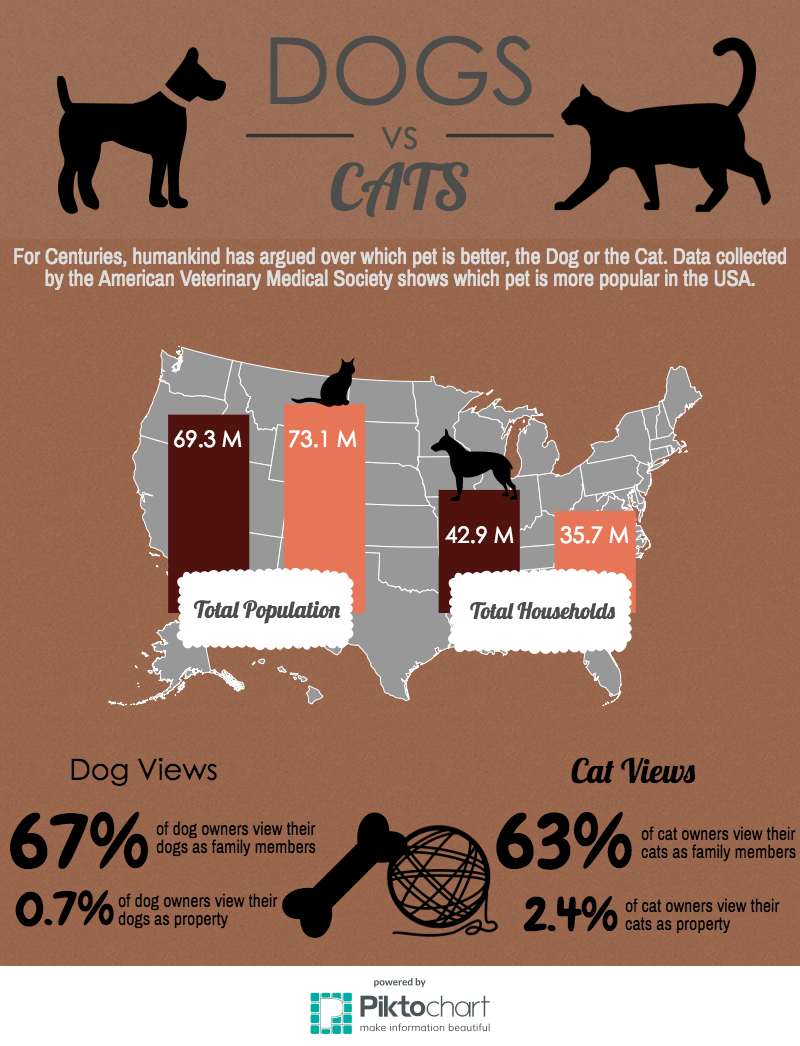 DOGS
VS
CATS
For Centuries, humankind has argued over which pet is better, the Dog or the Cat. Data collected
by the American Veterinary Medical Society shows which pet is more popular in the USA.
69.3 M
73.1 M
42.9 M
35.7 M
Total Population
Total Households
Dog Views
67%
of dog owners view their
dogs as family members
0.7%
of dog owners view their
dogs as property
Cat Views
63%
of cat owners view their
cats as family members
2.4%
of cat owners view their
cats as property
powered by
Piktochart
make information beautiful